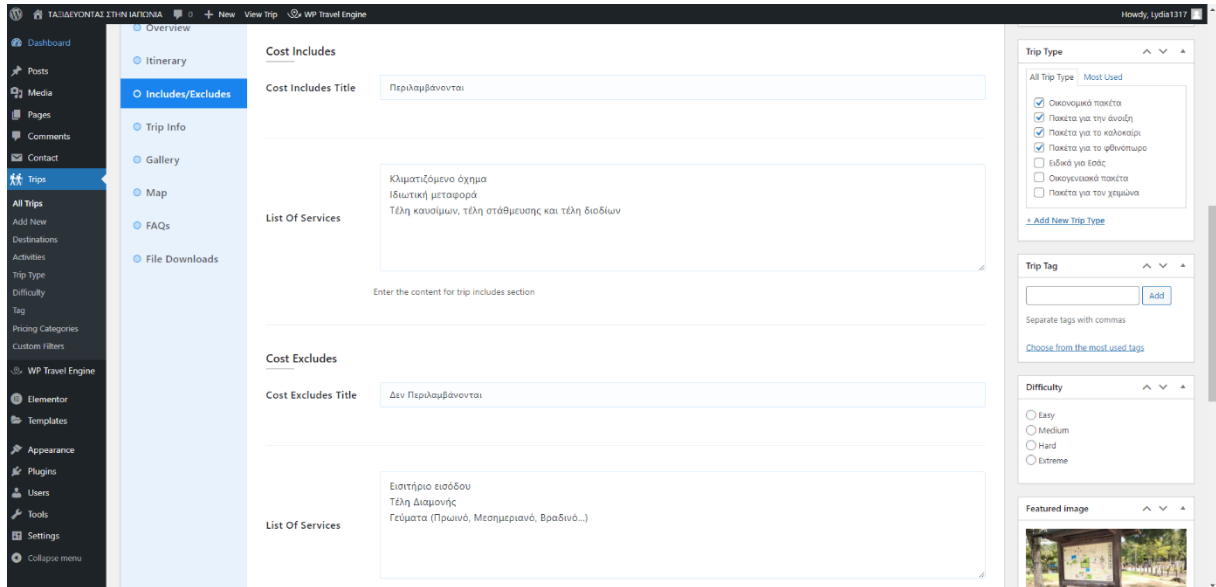 ΤΑΞΙΔΕΥΟΝΤΑΣ ΣΤΗΝ ΙΑΠΩΝΙΑ 0 + New View Trip WP Travel Engine
Howdy, Lydia1317
Dashboard
Posts
Media
Pages
Comments
Contact
Trips
All Trips
Add New
Destinations
Activities
Trip Type
Difficulty
Tag
Pricing Categories
Custom Filters
WP Travel Engine
Elementor
Templates
Appearance
Plugins
Users
Tools
Settings
Collapse menu
Overview
Itinerary
Includes/Excludes
Trip Info
Gallery
Map
FAQs
File Downloads
Cost Includes
Cost Includes Title
Περιλαμβάνονται
List Of Services
Κλιματιζόμενο όχημα
Ιδιωτική μεταφορά
Τέλη καυσίμων, τέλη στάθμευσης και τέλη διοδίων
Enter the content for trip includes section
Cost Excludes
Cost Excludes Title
Δεν Περιλαμβάνονται
List Of Services
Εισιτήριο εισόδου
Τέλη Διαμονής
Γεύματα (Πρωινό, Μεσημεριανό, Βραδινό...)
Trip Type
All Trip Type Most Used
Οικονομικά πακέτα
Πακέτα για την άνοιξη
Πακέτα για το καλοκαίρι
Πακέτα για το φθινόπωρο
Ειδικά για Εσάς
Οικογενειακά πακέτα
Πακέτα για τον χειμώνα
+ Add New Trip Type
Trip Tag
Add
Separate tags with commas
Choose from the most used tags
Difficulty
Easy
Medium
Hard
Extreme
Featured image